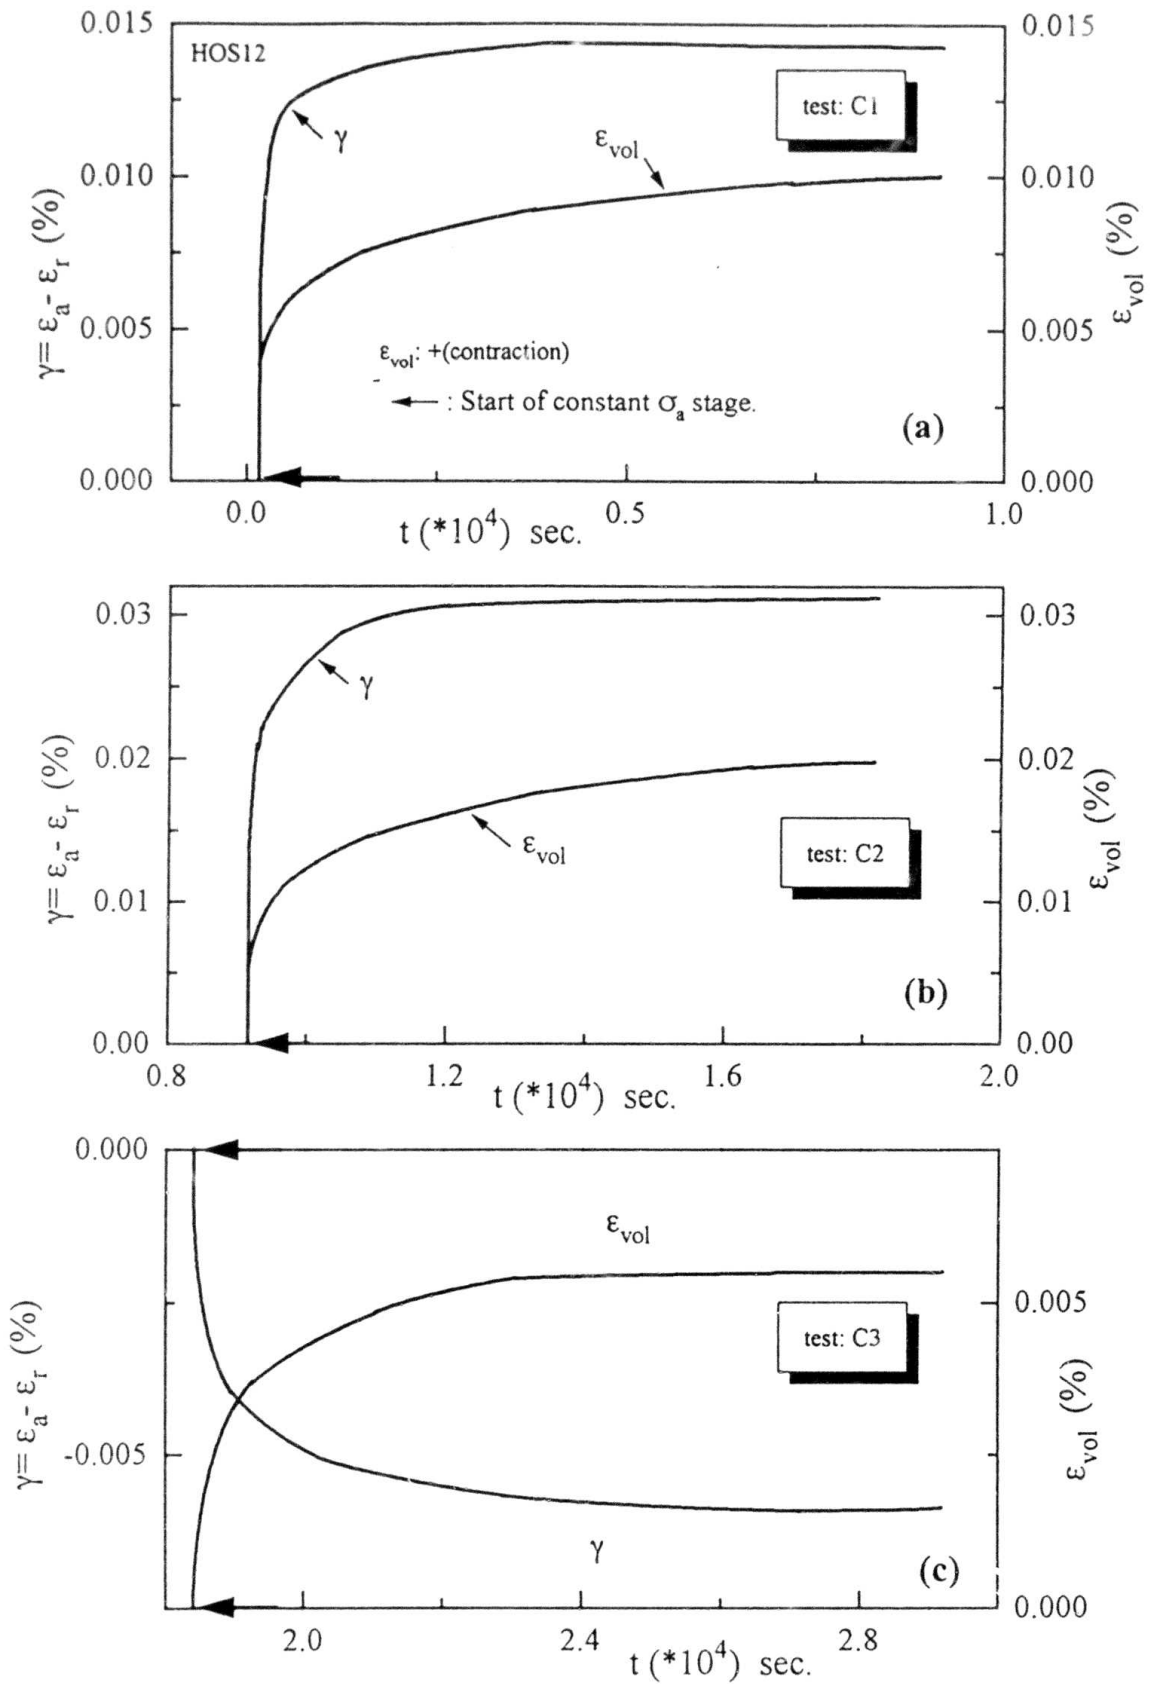 0.015
0.015
HOS12
test: C1
γ
ε_vol
0.010
0.010
γ= ε_a- ε_r (%)
ε_vol (%)
0.005
0.005
ε_vol: +(contraction)
: Start of constant σ_a stage.
(a)
0.000
0.000
0.0
0.5
1.0
t (*10^4) sec.
0.03
0.03
γ
0.02
0.02
γ= ε_a- ε_r (%)
ε_vol (%)
ε_vol
test: C2
0.01
0.01
(b)
0.00
0.00
0.8
1.2
1.6
2.0
t (*10^4) sec.
0.000
ε_vol
0.005
test: C3
γ= ε_a- ε_r (%)
ε_vol (%)
-0.005
γ
(c)
0.000
2.0
2.4
2.8
t (*10^4) sec.